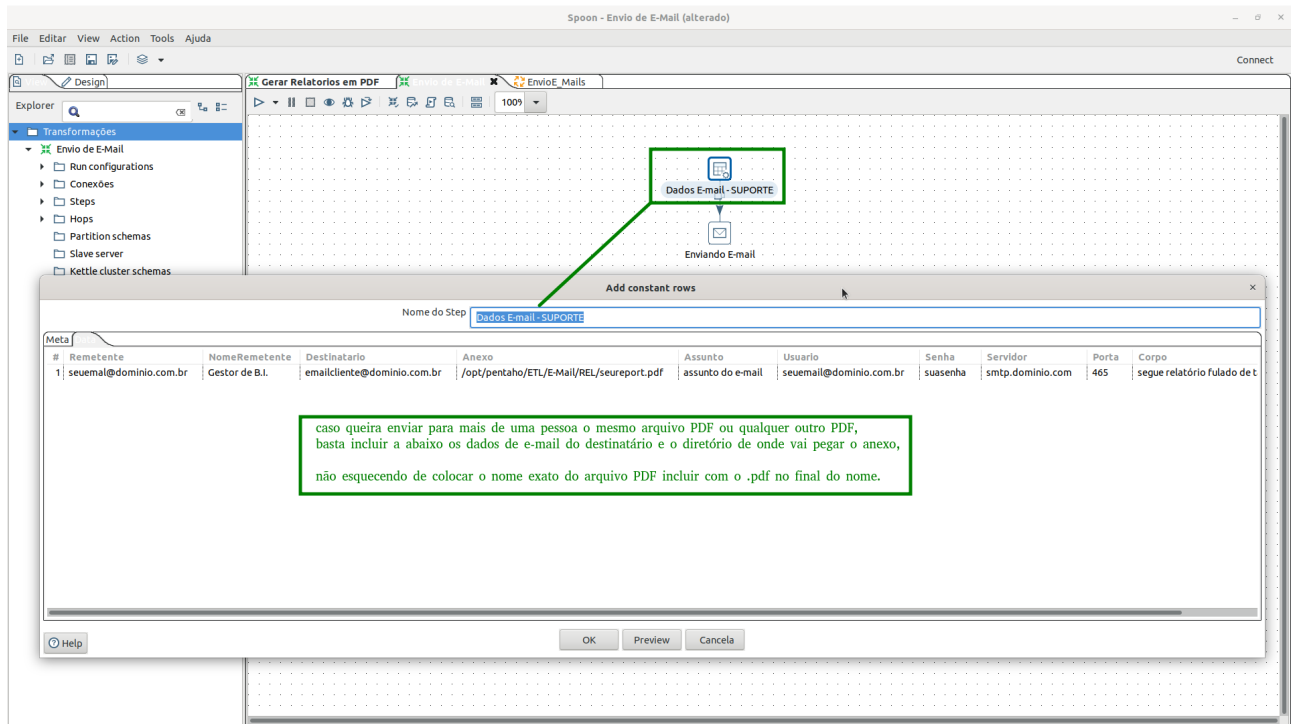 Spoon - Envio de E-Mail (alterado)
File Editar View Action Tools Ajuda
Connect
Design
Gerar Relatorios em PDF Envio de E-Mail EnvioE_Mails
Explorer
1009
Transformações
Envio de E-Mail
Run configurations
Conexões
Steps
Hops
Partition schemas
Slave server
Kettle cluster schemas
Dados E-mail - SUPORTE
Enviando E-mail
Add constant rows
Nome do Step Dados E-mail - SUPORTE
Meta
# Remetente NomeRemetente Destinatario Anexo Assunto Usuario Senha Servidor Porta Corpo
1 seuemal@dominio.com.br Gestor de B.I. emailcliente@dominio.com.br /opt/pentaho/ETL/E-Mail/REL/seureport.pdf assunto do e-mail seuemail@dominio.com.br suasenha smtp.dominio.com 465 segue relatório fulado de t
caso queira enviar para mais de uma pessoa o mesmo arquivo PDF ou qualquer outro PDF,
basta incluir a abaixo os dados de e-mail do destinatário e o diretório de onde vai pegar o anexo,
não esquecendo de colocar o nome exato do arquivo PDF incluir com o .pdf no final do nome.
Help
OK Preview Cancela